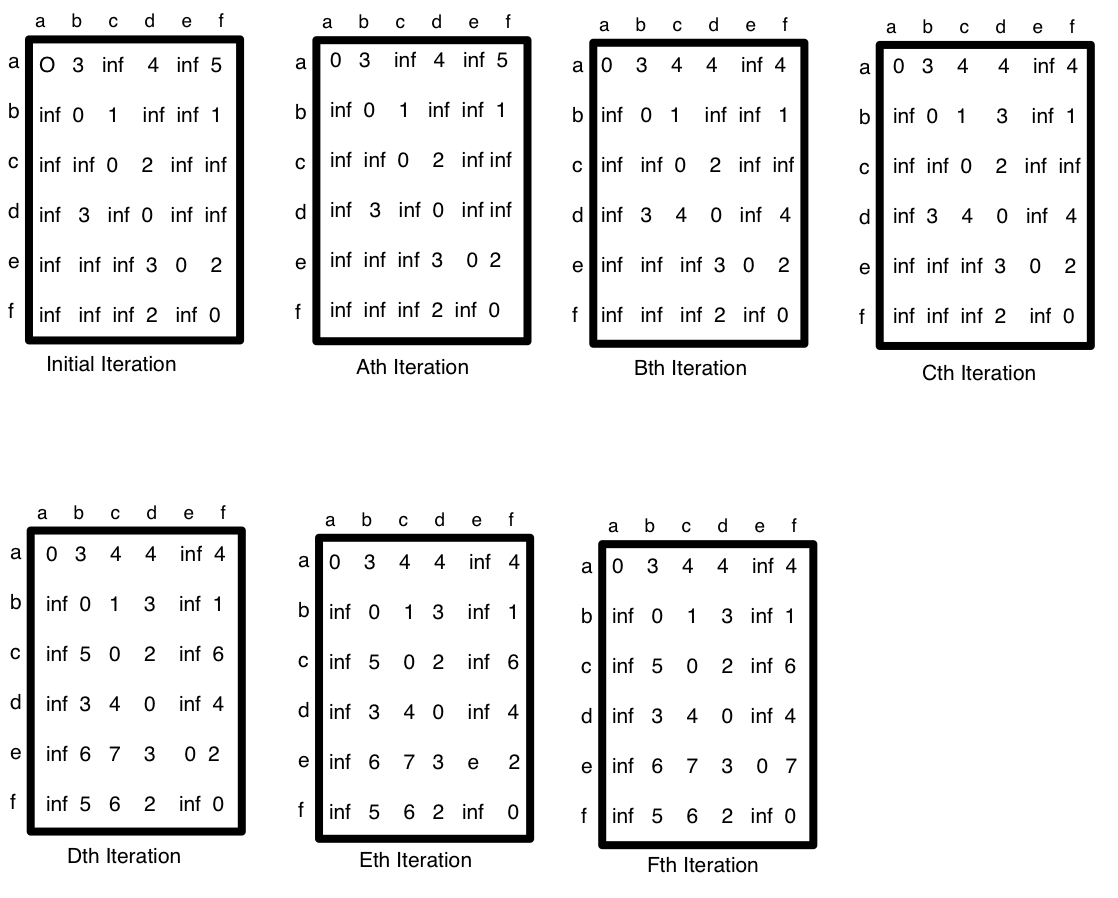 a b c d e f
a O 3 inf 4 inf 5
b inf 0 1 inf inf 1
c inf inf 0 2 inf inf
d inf 3 inf 0 inf inf
e inf inf inf 3 0 2
f inf inf inf 2 inf 0
Initial Iteration
a b c d e f
a 0 3 inf 4 inf 5
b inf 0 1 inf inf 1
c inf inf 0 2 inf inf
d inf 3 inf 0 inf inf
e inf inf inf 3 0 2
f inf inf inf 2 inf 0
Ath Iteration
a b c d e f
a 0 3 4 4 inf 4
b inf 0 1 inf inf 1
c inf inf 0 2 inf inf
d inf 3 4 0 inf 4
e inf inf inf 3 0 2
f inf inf inf 2 inf 0
Bth Iteration
a b c d e f
a 0 3 4 4 inf 4
b inf 0 1 3 inf 1
c inf inf 0 2 inf inf
d inf 3 4 0 inf 4
e inf inf inf 3 0 2
f inf inf inf 2 inf 0
Cth Iteration
a b c d e f
a 0 3 4 4 inf 4
b inf 0 1 3 inf 1
c inf 5 0 2 inf 6
d inf 3 4 0 inf 4
e inf 6 7 3 0 2
f inf 5 6 2 inf 0
Dth Iteration
a b c d e f
a 0 3 4 4 inf 4
b inf 0 1 3 inf 1
c inf 5 0 2 inf 6
d inf 3 4 0 inf 4
e inf 6 7 3 e 2
f inf 5 6 2 inf 0
Eth Iteration
a b c d e f
a 0 3 4 4 inf 4
b inf 0 1 3 inf 1
c inf 5 0 2 inf 6
d inf 3 4 0 inf 4
e inf 6 7 3 0 7
f inf 5 6 2 inf 0
Fth Iteration